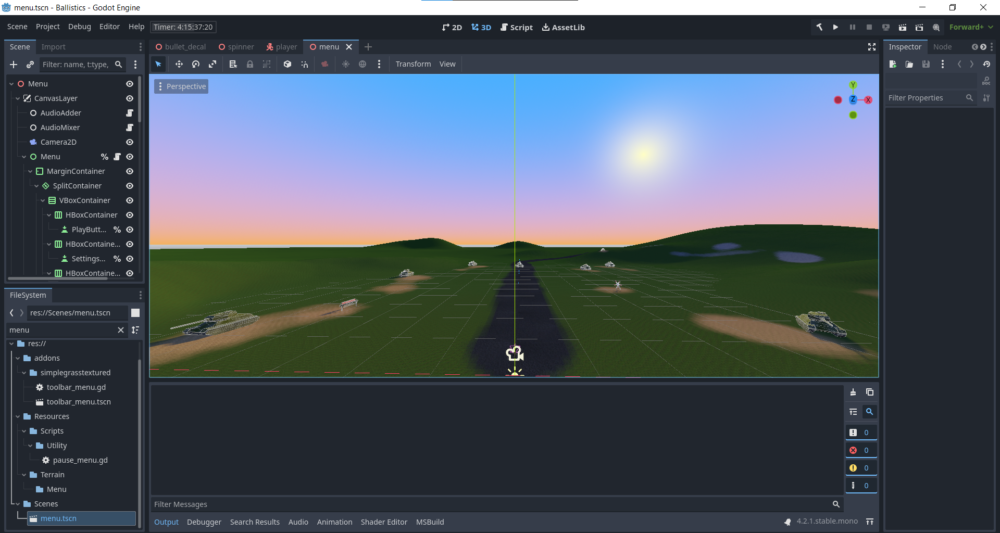 menu.tscn - Ballistics - Godot Engine
Scene Project Debug Editor Help Timer: 4:15:37:20
2D 3D Script AssetLib
Forward+
Scene Import
Filter: name, t:type,
Menu
CanvasLayer
AudioAdder
AudioMixer
Camera2D
Menu
MarginContainer
SplitContainer
VBoxContainer
HBoxContainer
PlayButt...
HBoxContaine...
Settings...
HBoxContaine...
FileSystem
res://Scenes/menu.tscn
menu
res://
addons
simplegrasstextured
toolbar_menu.gd
toolbar_menu.tscn
Resources
Scripts
Utility
pause_menu.gd
Terrain
Menu
Scenes
menu.tscn
bullet_decal spinner player menu
Transform View
Perspective
Y
Z X
0
0
0
0
Filter Messages
Output Debugger Search Results Audio Animation Shader Editor MSBuild
4.2.1.stable.mono
Inspector Node
Filter Properties